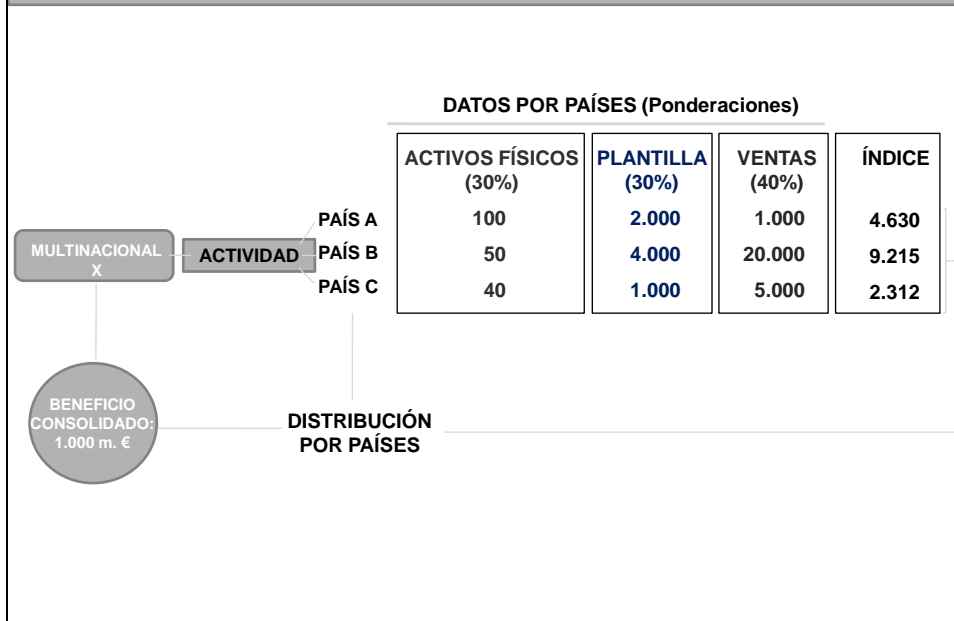 DATOS POR PAÍSES (Ponderaciones)
ACTIVOS FÍSICOS PLANTILLA VENTAS ÍNDICE
(30%) (30%) (40%)
PAÍS A 100 2.000 1.000 4.630
MULTINACIONAL
X
ACTIVIDAD
PAÍS B 50 4.000 20.000 9.215
PAÍS C 40 1.000 5.000 2.312
BENEFICIO
CONSOLIDADO:
1.000 m. €
DISTRIBUCIÓN
POR PAÍSES